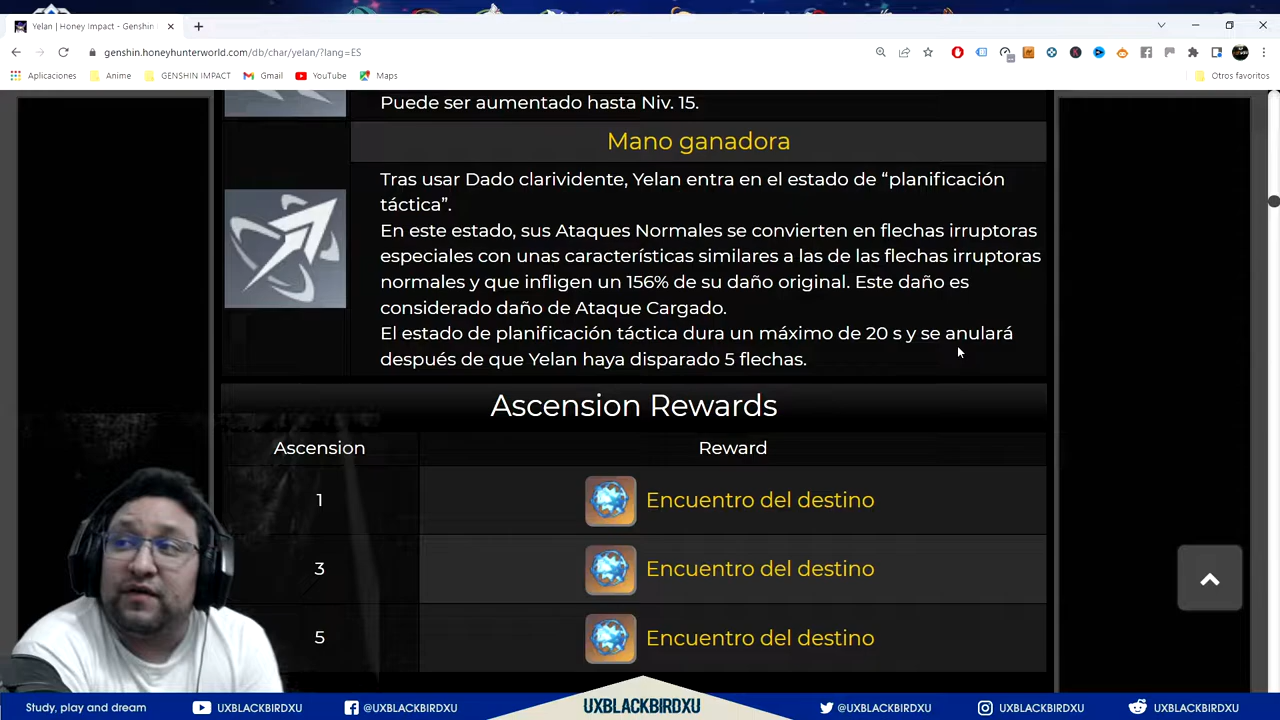 Yelan | Honey Impact - Genshin
genshin.honeyhunterworld.com/db/char/yelan/?lang=ES
Aplicaciones
Anime
GENSHIN IMPACT
Gmail
YouTube
Maps
Otros favoritos
Puede ser aumentado hasta Niv. 15.
Mano ganadora
Tras usar Dado clarividente, Yelan entra en el estado de “planificación
táctica”.
En este estado, sus Ataques Normales se convierten en flechas irruptoras
especiales con unas características similares a las de las flechas irruptoras
normales y que infligen un 156% de su daño original. Este daño es
considerado daño de Ataque Cargado.
El estado de planificación táctica dura un máximo de 20 s y se anulará
después de que Yelan haya disparado 5 flechas.
Ascension Rewards
Ascension Reward
1 Encuentro del destino
3 Encuentro del destino
5 Encuentro del destino
Study, play and dream
UXBLACKBIRDXU
@UXBLACKBIRDXU
UXBLACKBIRDXU
@UXBLACKBIRDXU
UXBLACKBIRDXU
UXBLACKBIRDXU